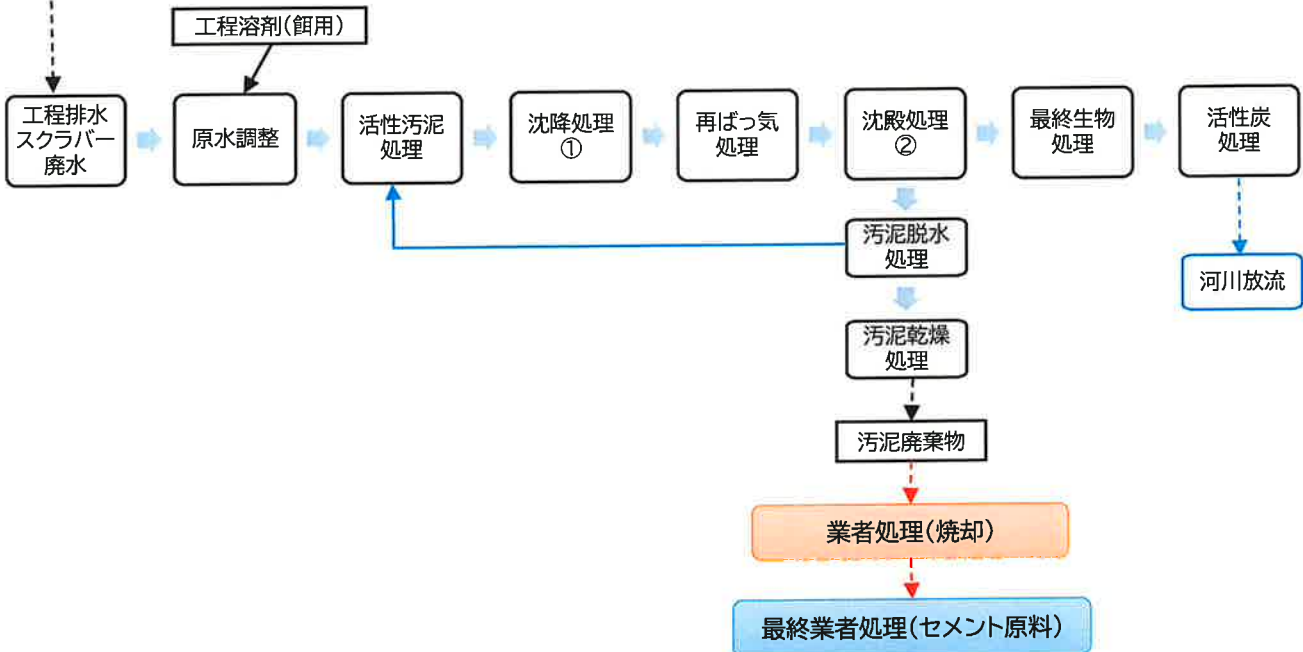 工程溶剤(餌用)
工程排水
スクラバー
廃水
原水調整
活性汚泥
処理
沈降処理
①
再ばっ気
処理
沈殿処理
②
最終生物
処理
活性炭
処理
汚泥脱水
処理
河川放流
汚泥乾燥
処理
汚泥廃棄物
業者処理(焼却)
最終業者処理(セメント原料)